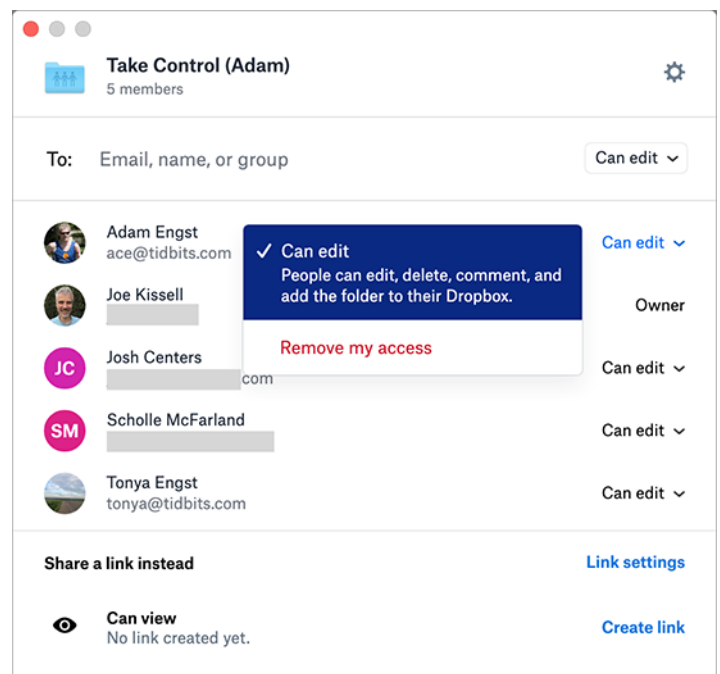 Take Control (Adam)
5 members
To: Email, name, or group Can edit
Adam Engst
ace@tidbits.com
Can edit
✓ Can edit
People can edit, delete, comment, and
add the folder to their Dropbox.
Remove my access
Joe Kissell
Owner
JC
Josh Centers
com
Can edit
SM
Scholle McFarland
Can edit
Tonya Engst
tonya@tidbits.com
Can edit
Share a link instead Link settings
Can view
No link created yet.
Create link